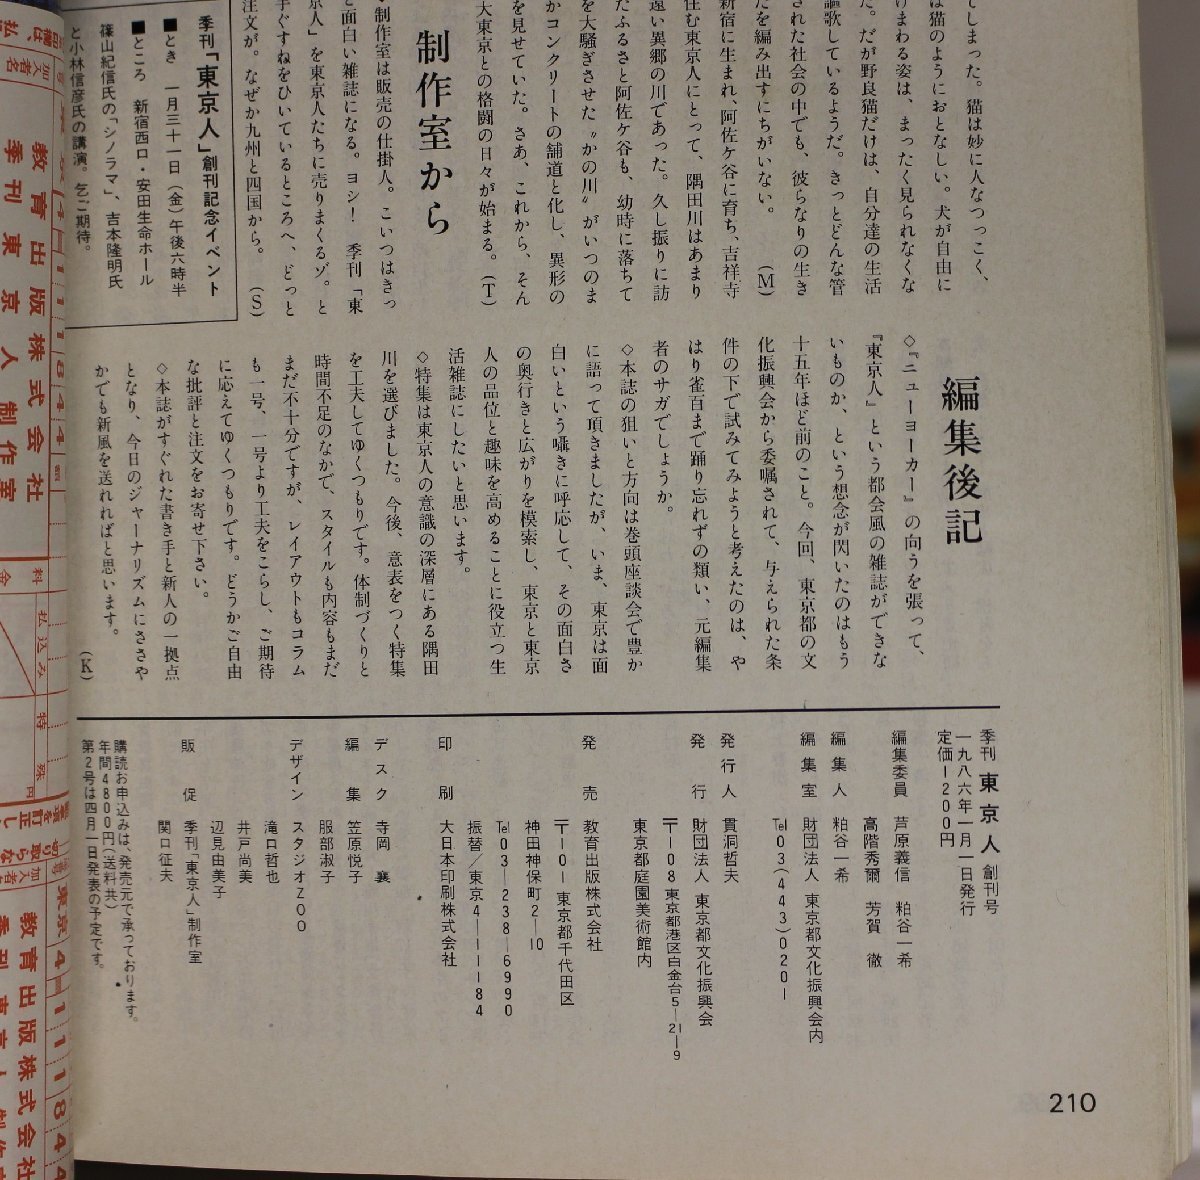 てしまった。猫は妙に人なつっこく、
は猫のようにおとなしい。犬が自由に
けまわる姿は、まったく見られなくな
た。だが野良猫だけは、自分達の生活
謳歌しているようだ。きっとどんな管
された社会の中でも、彼らなりの生き
だを編み出すにちがいない。　（M）
新宿に生まれ、阿佐ケ谷に育ち、吉祥寺
住む東京人にとって、隅田川はあまり
遠い異郷の川であった。久し振りに訪
たふるさと阿佐ケ谷も、幼時に落ちて
を大騒ぎさせた〝かの川〟がいつのま
かコンクリートの舗道と化し、異形の
を見せていた。さあ、これから、そん
大東京との格闘の日々が始まる。（T）
制作室から
制作室は販売の仕掛人。こいつはきっ
と面白い雑誌になる。ヨシ！　季刊「東
京人」を東京人たちに売りまくるゾ。と
手ぐすねをひいているところへ、どっと
注文が。なぜか九州と四国から。　（S）
季刊「東京人」創刊記念イベント
■とき　一月三十一日（金）午後六時半
■ところ　新宿西口・安田生命ホール
篠山紀信氏の「シノラマ」、吉本隆明氏
と小林信彦氏の講演。乞ご期待。
編集後記
◇『ニューヨーカー』の向うを張って、
『東京人』という都会風の雑誌ができな
いものか、という想念が閃いたのはもう
十五年ほど前のこと。今回、東京都の文
化振興会から委嘱されて、与えられた条
件の下で試みてみようと考えたのは、や
はり雀百まで踊り忘れずの類い、元編集
者のサガでしょうか。
◇本誌の狙いと方向は巻頭座談会で豊か
に語って頂きましたが、いま、東京は面
白いという囁きに呼応して、その面白さ
の奥行きと広がりを模索し、東京と東京
人の品位と趣味を高めることに役立つ生
活雑誌にしたいと思います。
◇特集は東京人の意識の深層にある隅田
川を選びました。今後、意表をつく特集
を工夫してゆくつもりです。体制づくりと
時間不足のなかで、スタイルも内容もまだ
まだ不十分ですが、レイアウトもコラム
も一号、一号より工夫をこらし、ご期待
に応えてゆくつもりです。どうかご自由
な批評と注文をお寄せ下さい。
◇本誌がすぐれた書き手と新人の一拠点
となり、今日のジャーナリズムにささや
かでも新風を送れればと思います。
（K）
季刊　東京人　創刊号
一九八六年一月一日発行
定価1200円
編集委員　芦原義信　粕谷一希
高階秀爾　芳賀　徹
編集人　粕谷一希
編集室　財団法人　東京都文化振興会内
Tel 03(443)0201
発行人　貫洞哲夫
発　行　財団法人　東京都文化振興会
〒108 東京都港区白金台5－21－9
東京都庭園美術館内
発　売　教育出版株式会社
〒101　東京都千代田区
神田神保町2－10
Tel 03－238－6990
振替／東京4－11184
印　刷　大日本印刷株式会社
デスク　寺岡　襄
編　集　笠原悦子
服部淑子
デザイン　スタジオZOO
滝口哲也
井戸尚美
辺見由美子
販　促　季刊「東京人」制作室
関口征夫
購読お申込みは、発売元で承っております。
年間4800円（送料共）
第2号は四月一日発表の予定です。
210
加入者名
教育出版株式会社
季刊東京人制作室
料金
払込み
特殊
加入者名
東京4
11184
教育出版株式会社